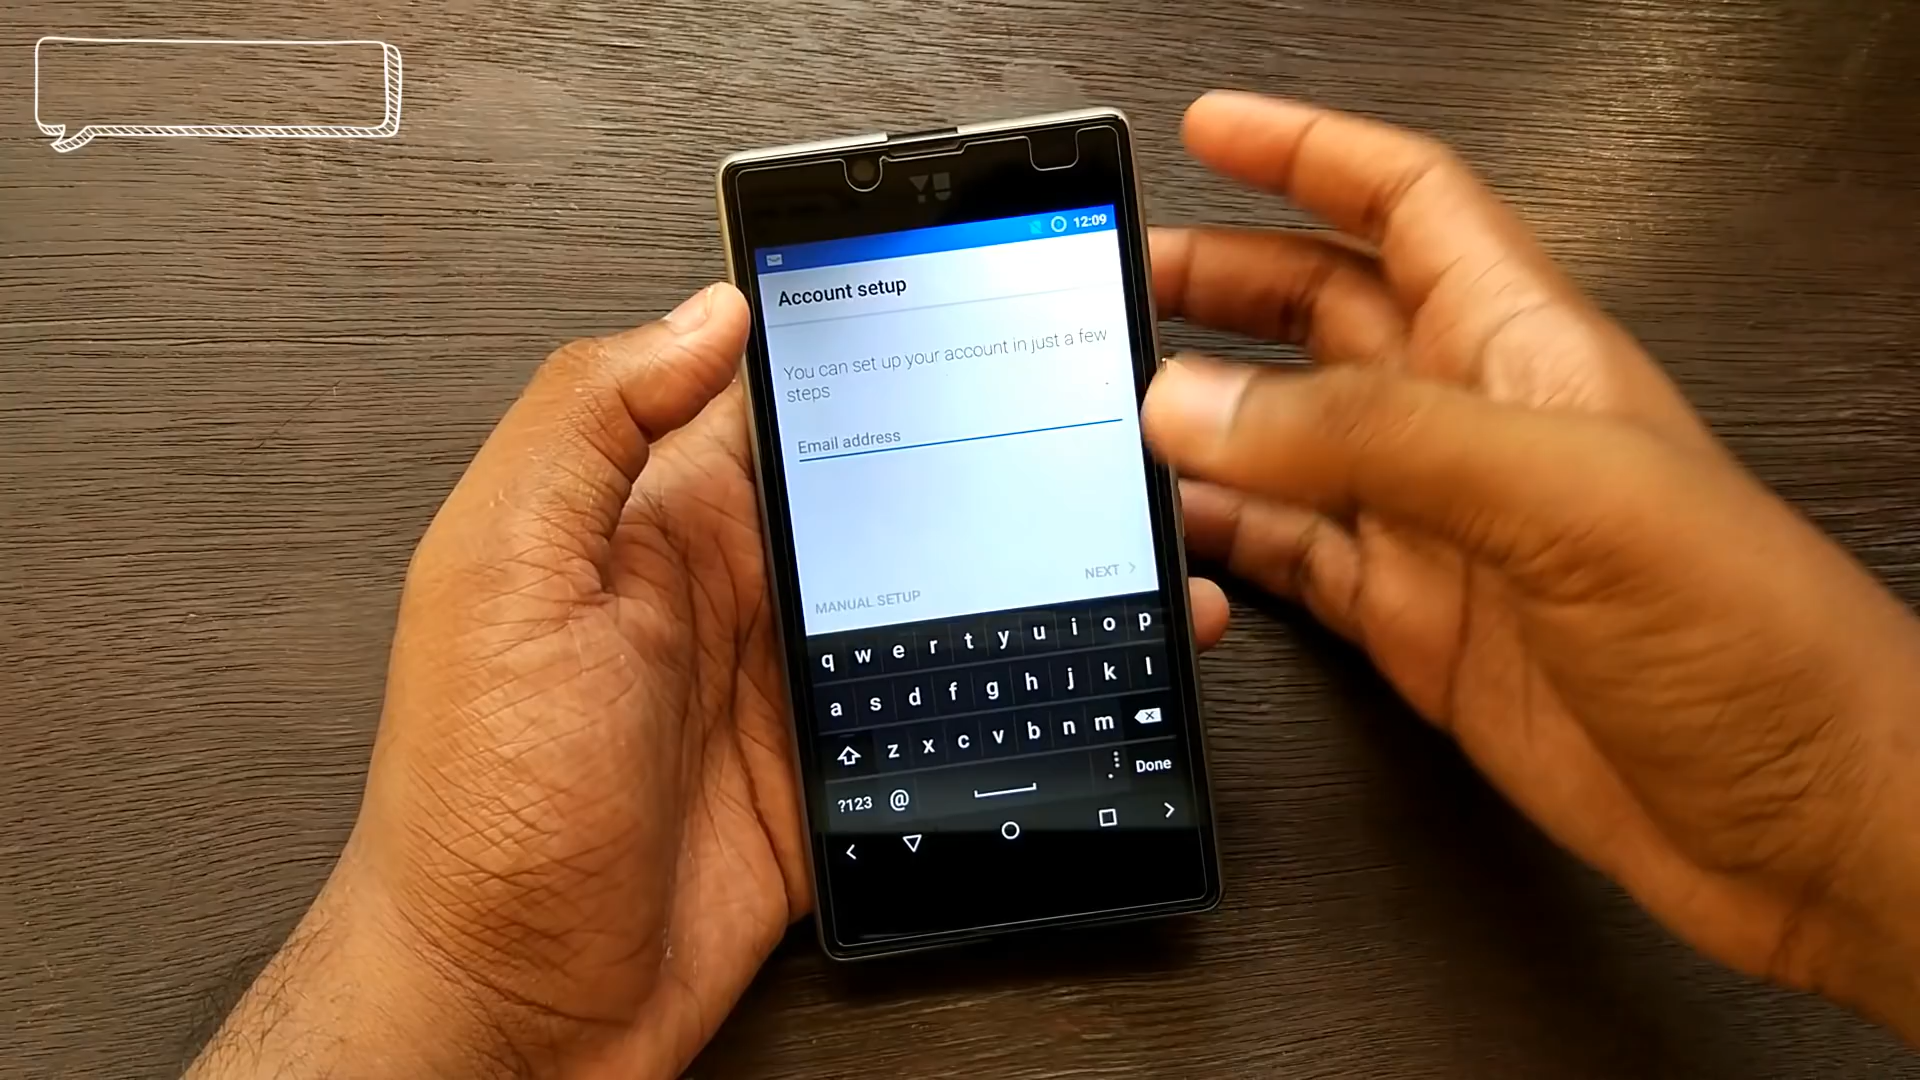 YU
12:09
Account setup
You can set up your account in just a few
steps
Email address
NEXT
MANUAL SETUP
q w e r t y u i o p
a s d f g h j k l
z x c v b n m
?123 @ . Done